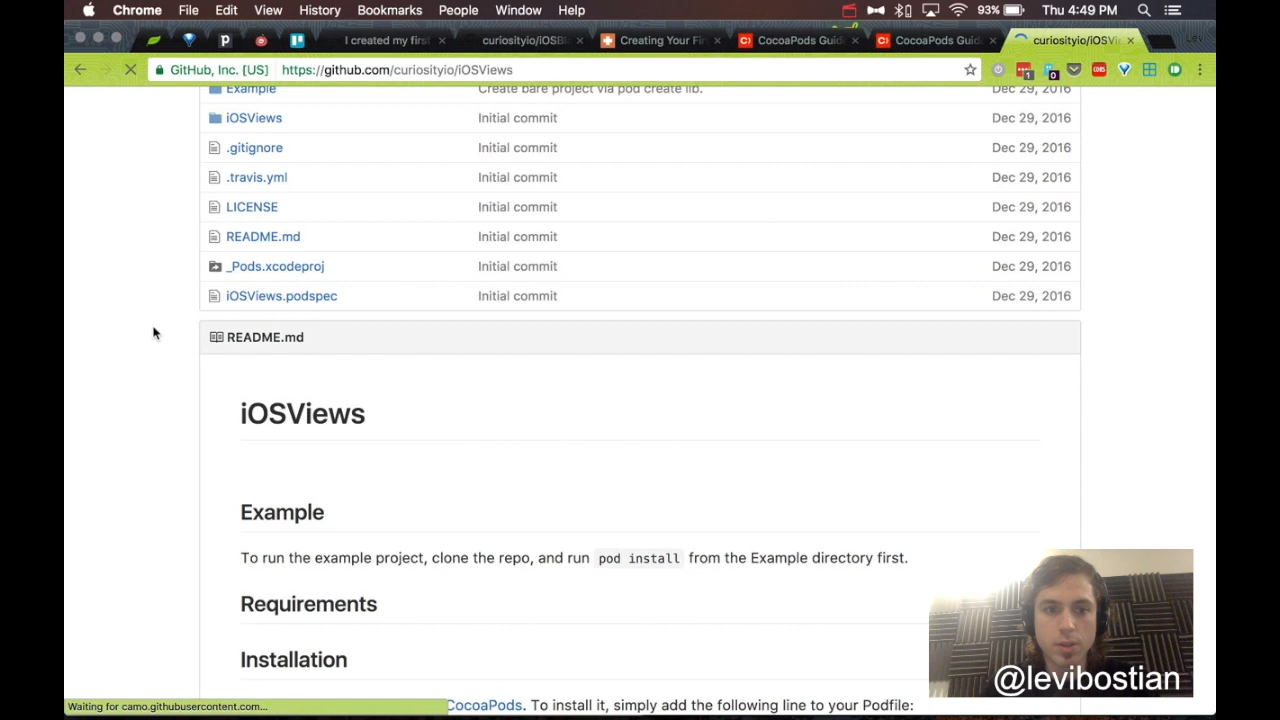 Chrome File Edit View History Bookmarks People Window Help 93% Thu 4:49 PM
I created my first curiosityio/iOSBl Creating Your Fir CocoaPods Guid CocoaPods Guid curiosityio/iOSVie Levi
GitHub, Inc. [US] https://github.com/curiosityio/iOSViews
Example Create bare project via pod create lib. Dec 29, 2016
iOSViews Initial commit Dec 29, 2016
.gitignore Initial commit Dec 29, 2016
.travis.yml Initial commit Dec 29, 2016
LICENSE Initial commit Dec 29, 2016
README.md Initial commit Dec 29, 2016
_Pods.xcodeproj Initial commit Dec 29, 2016
iOSViews.podspec Initial commit Dec 29, 2016
README.md
iOSViews
Example
To run the example project, clone the repo, and run pod install from the Example directory first.
Requirements
Installation
CocoaPods. To install it, simply add the following line to your Podfile:
Waiting for camo.githubusercontent.com...
@levibostian